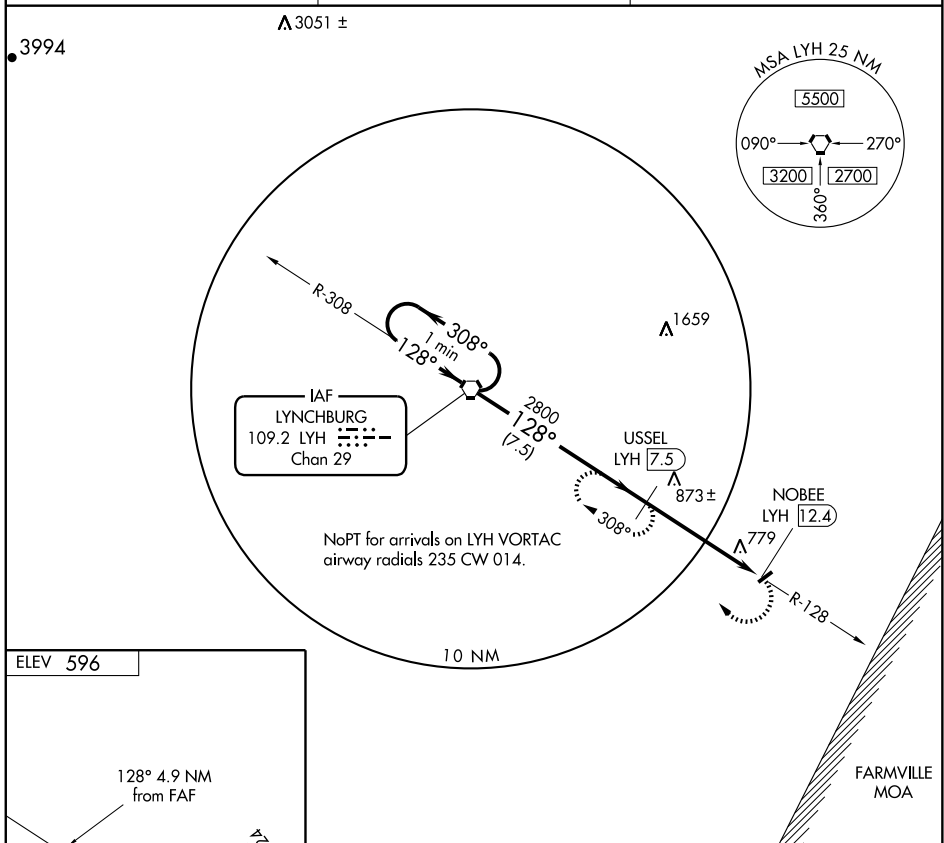 3051 ±
3994
MSA LYH 25 NM
5500
090°
270°
3200
2700
360°
R-308
308°
1 min
128°
1659
IAF
LYNCHBURG
109.2 LYH
Chan 29
2800
128°
(7.5)
USSEL
LYH 7.5
873 ±
308°
NOBEE
LYH 12.4
779
NoPT for arrivals on LYH VORTAC
airway radials 235 CW 014.
R-128
10 NM
ELEV 596
128° 4.9 NM
from FAF
24
FARMVILLE
MOA